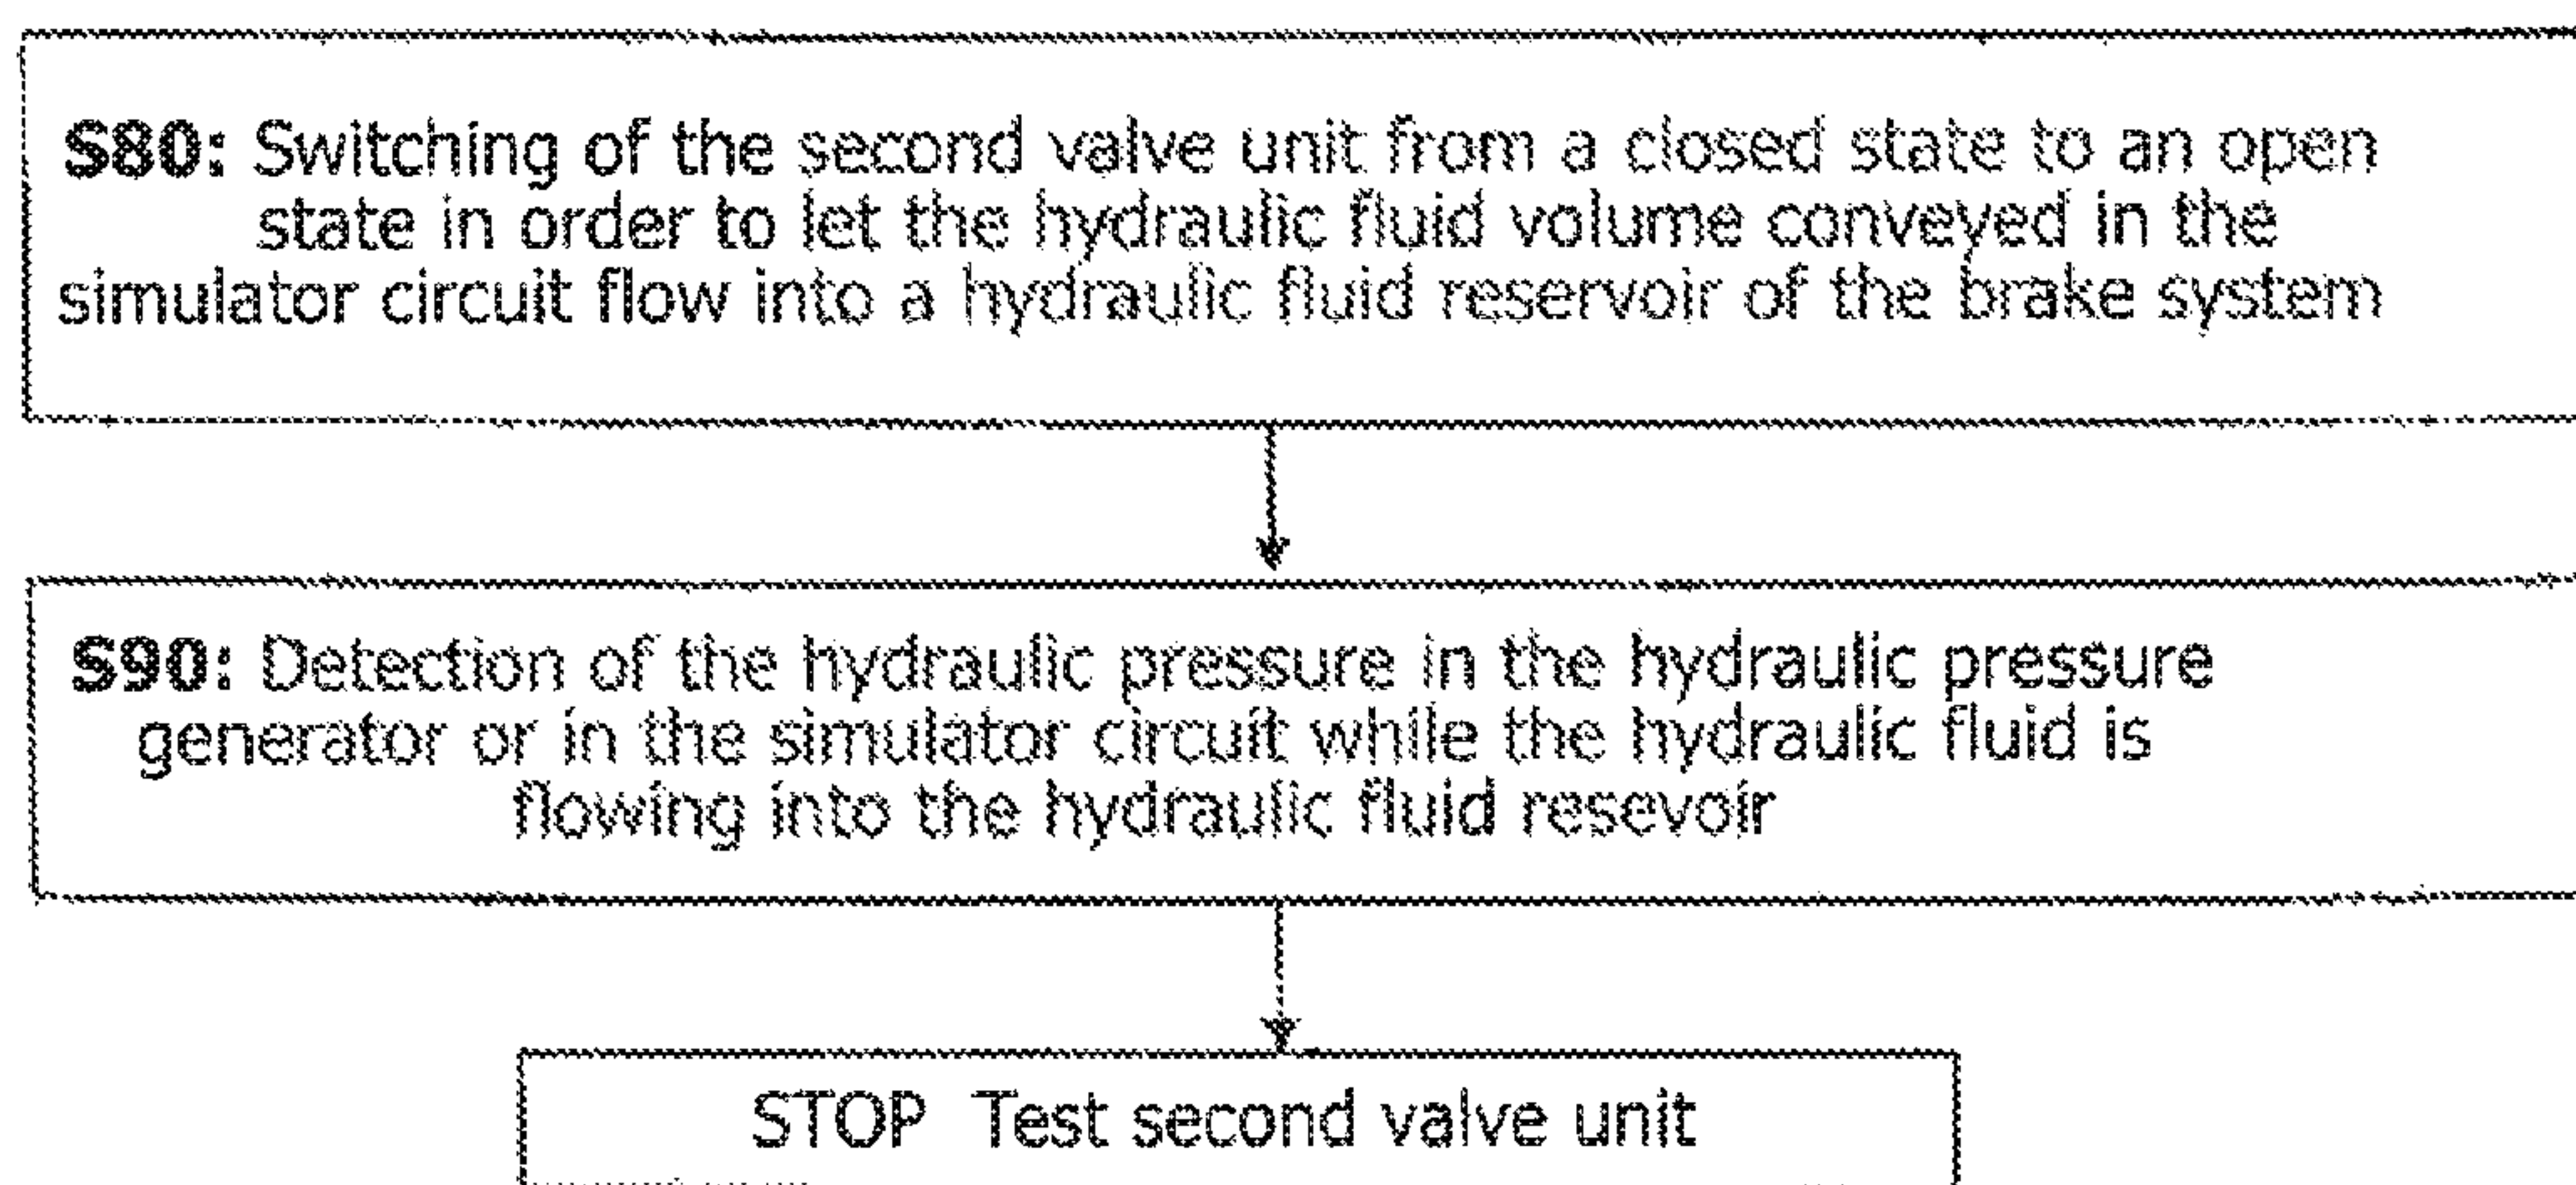 S80: Switching of the second valve unit from a closed state to an open
state in order to let the hydraulic fluid volume conveyed in the
simulator circuit flow into a hydraulic fluid reservoir of the brake system
S90: Detection of the hydraulic pressure in the hydraulic pressure
generator or in the simulator circuit while the hydraulic fluid is
flowing into the hydraulic fluid resevoir
STOP Test second valve unit